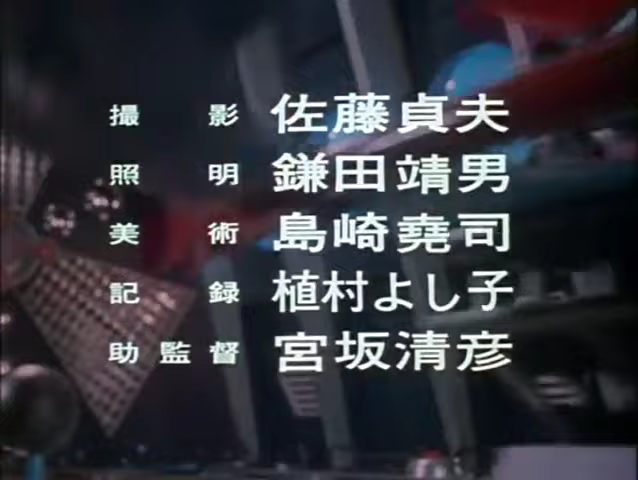 撮影 佐藤貞夫
照明 鎌田靖男
美術 島崎堯司
記録 植村よし子
助監督 宮坂清彦